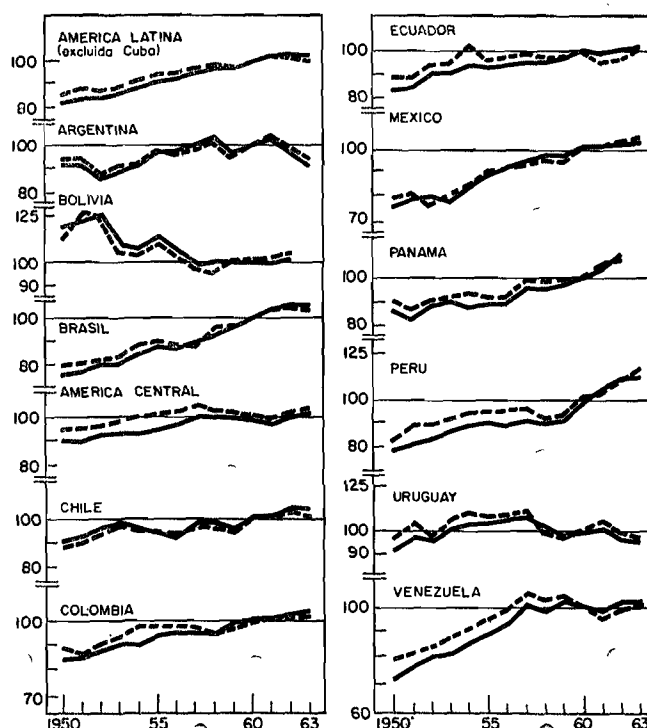 AMERICA LATINA
(excluida Cuba)
100
80
ARGENTINA
100
80
BOLIVIA
125
100
90
BRASIL
100
80
AMERICA CENTRAL
100
80
CHILE
100
80
COLOMBIA
100
70
1950
55
60
63
ECUADOR
100
80
MEXICO
100
70
PANAMA
100
80
125
PERU
100
80
125
URUGUAY
100
90
VENEZUELA
100
60
1950
55
60
63